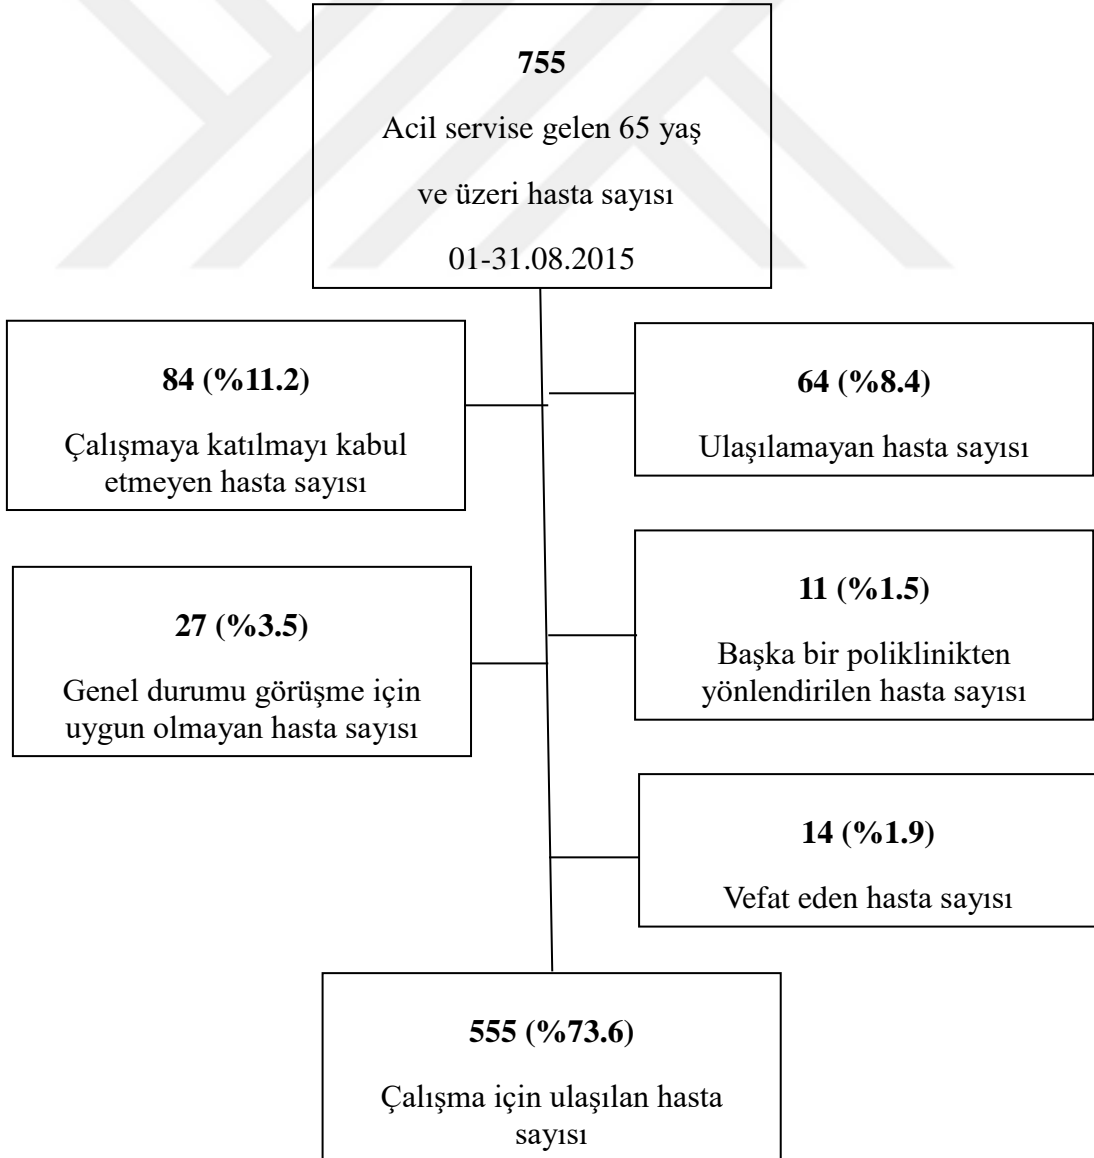 755
Acil servise gelen 65 yaş
ve üzeri hasta sayısı
01-31.08.2015
84 (%11.2)
Çalışmaya katılmayı kabul
etmeyen hasta sayısı
64 (%8.4)
Ulaşılamayan hasta sayısı
27 (%3.5)
Genel durumu görüşme için
uygun olmayan hasta sayısı
11 (%1.5)
Başka bir poliklinikten
yönlendirilen hasta sayısı
14 (%1.9)
Vefat eden hasta sayısı
555 (%73.6)
Çalışma için ulaşılan hasta
sayısı